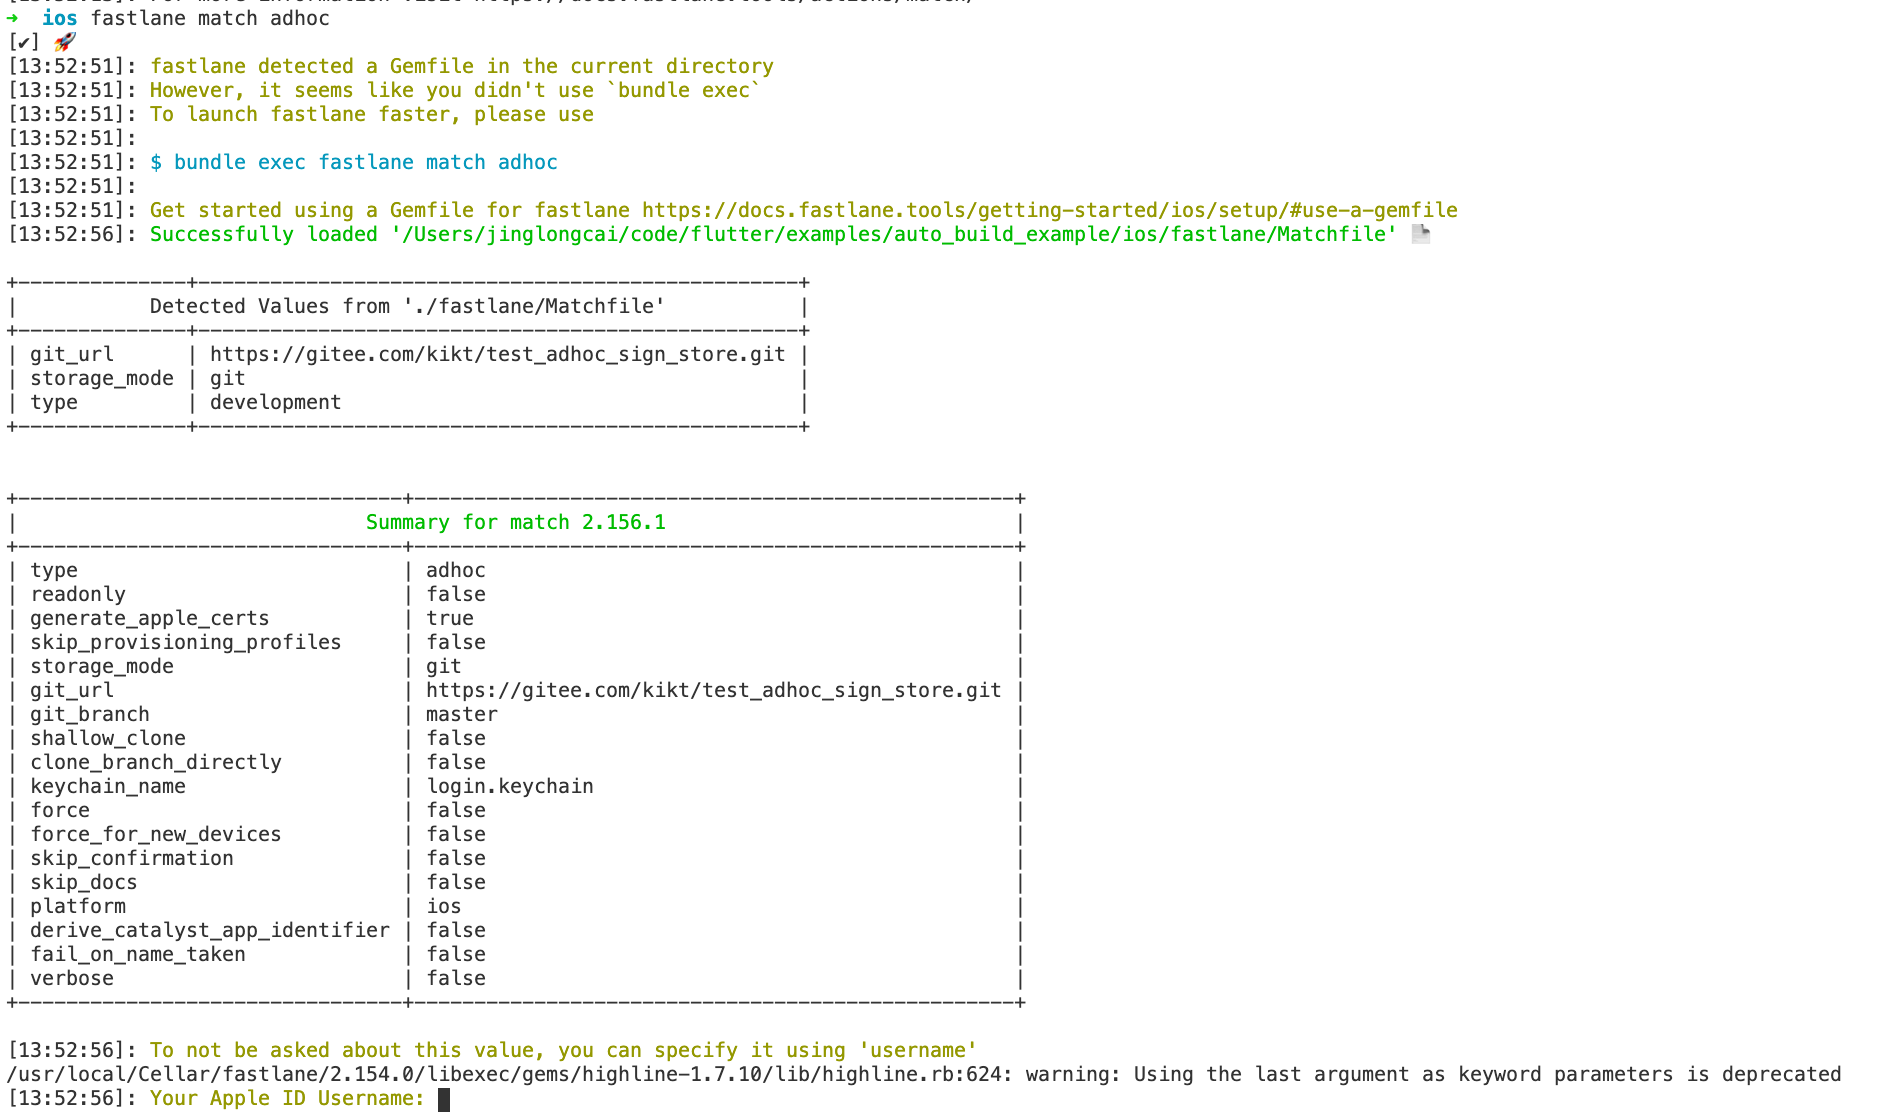 ➜  ios fastlane match adhoc
[✔] 🚀
[13:52:51]: fastlane detected a Gemfile in the current directory
[13:52:51]: However, it seems like you didn't use `bundle exec`
[13:52:51]: To launch fastlane faster, please use
[13:52:51]:
[13:52:51]: $ bundle exec fastlane match adhoc
[13:52:51]:
[13:52:51]: Get started using a Gemfile for fastlane https://docs.fastlane.tools/getting-started/ios/setup/#use-a-gemfile
[13:52:56]: Successfully loaded '/Users/jinglongcai/code/flutter/examples/auto_build_example/ios/fastlane/Matchfile' 📄
+--------------+--------------------------------------------------+
| Detected Values from './fastlane/Matchfile' |
+--------------+--------------------------------------------------+
| git_url | https://gitee.com/kikt/test_adhoc_sign_store.git |
| storage_mode | git |
| type | development |
+--------------+--------------------------------------------------+
+--------------------------------+--------------------------------------------------+
| Summary for match 2.156.1 |
+--------------------------------+--------------------------------------------------+
| type | adhoc |
| readonly | false |
| generate_apple_certs | true |
| skip_provisioning_profiles | false |
| storage_mode | git |
| git_url | https://gitee.com/kikt/test_adhoc_sign_store.git |
| git_branch | master |
| shallow_clone | false |
| clone_branch_directly | false |
| keychain_name | login.keychain |
| force | false |
| force_for_new_devices | false |
| skip_confirmation | false |
| skip_docs | false |
| platform | ios |
| derive_catalyst_app_identifier | false |
| fail_on_name_taken | false |
| verbose | false |
+--------------------------------+--------------------------------------------------+
[13:52:56]: To not be asked about this value, you can specify it using 'username'
/usr/local/Cellar/fastlane/2.154.0/libexec/gems/highline-1.7.10/lib/highline.rb:624: warning: Using the last argument as keyword parameters is deprecated
[13:52:56]: Your Apple ID Username: